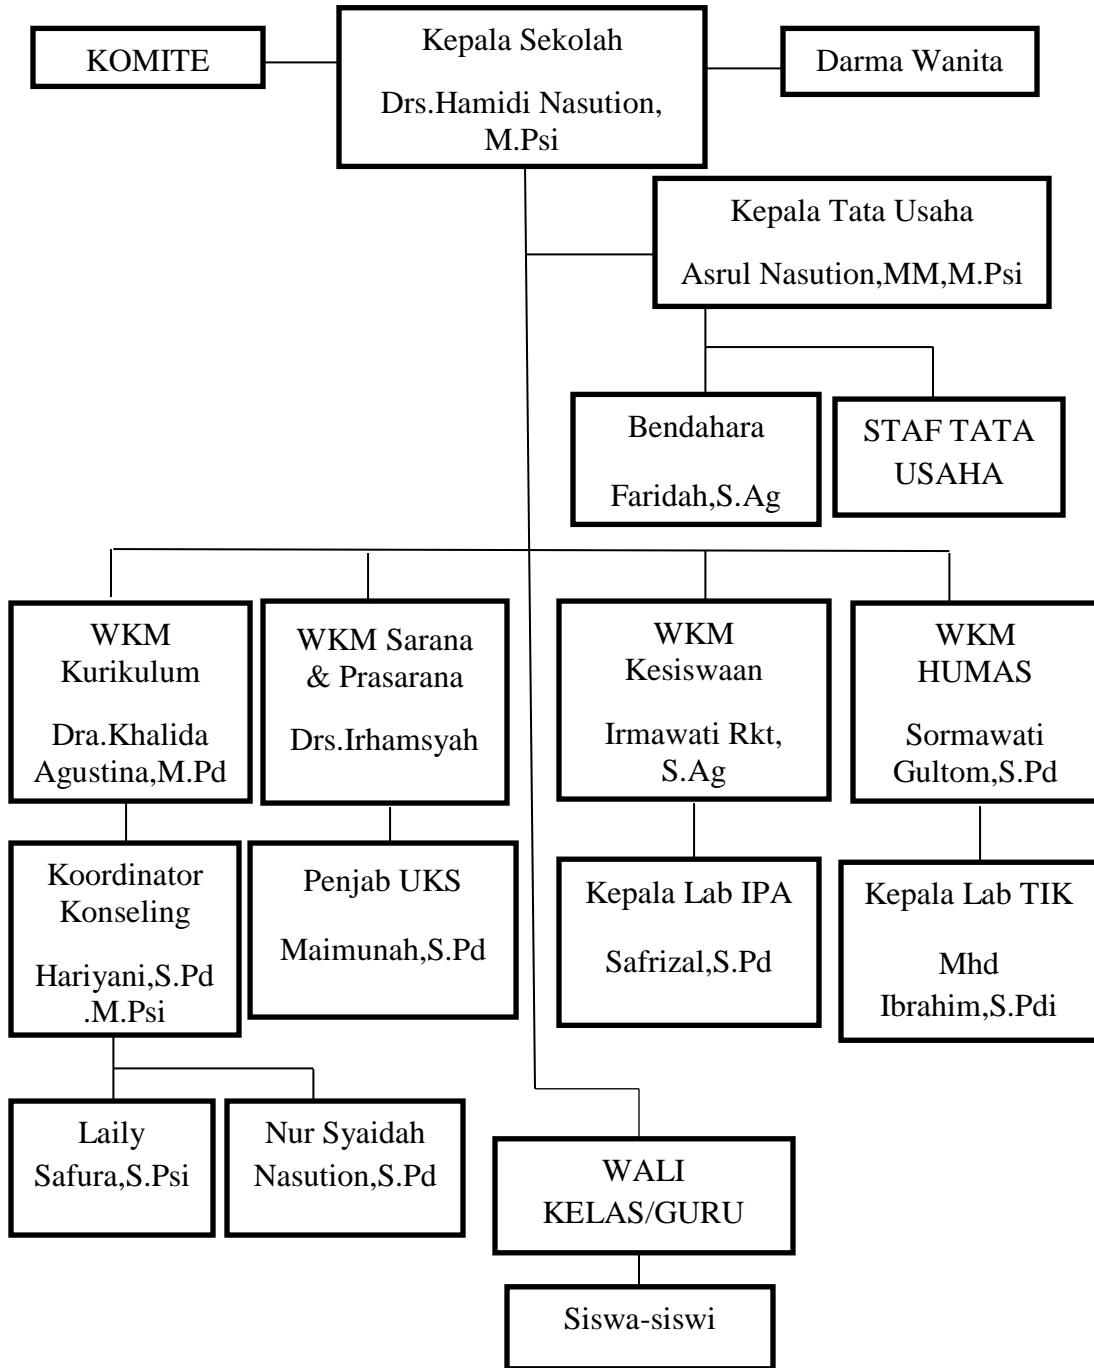 KOMITE
Kepala Sekolah
Drs.Hamidi Nasution,
M.Psi
Darma Wanita
Kepala Tata Usaha
Asrul Nasution,MM,M.Psi
Bendahara
Faridah,S.Ag
STAF TATA
USAHA
WKM
Kurikulum
Dra.Khalida
Agustina,M.Pd
WKM Sarana
& Prasarana
Drs.Irhamsyah
WKM
Kesiswaan
Irmawati Rkt,
S.Ag
WKM
HUMAS
Sormawati
Gultom,S.Pd
Koordinator
Konseling
Hariyani,S.Pd
.M.Psi
Penjab UKS
Maimunah,S.Pd
Kepala Lab IPA
Safrizal,S.Pd
Kepala Lab TIK
Mhd
Ibrahim,S.Pdi
Laily
Safura,S.Psi
Nur Syaidah
Nasution,S.Pd
WALI
KELAS/GURU
Siswa-siswi